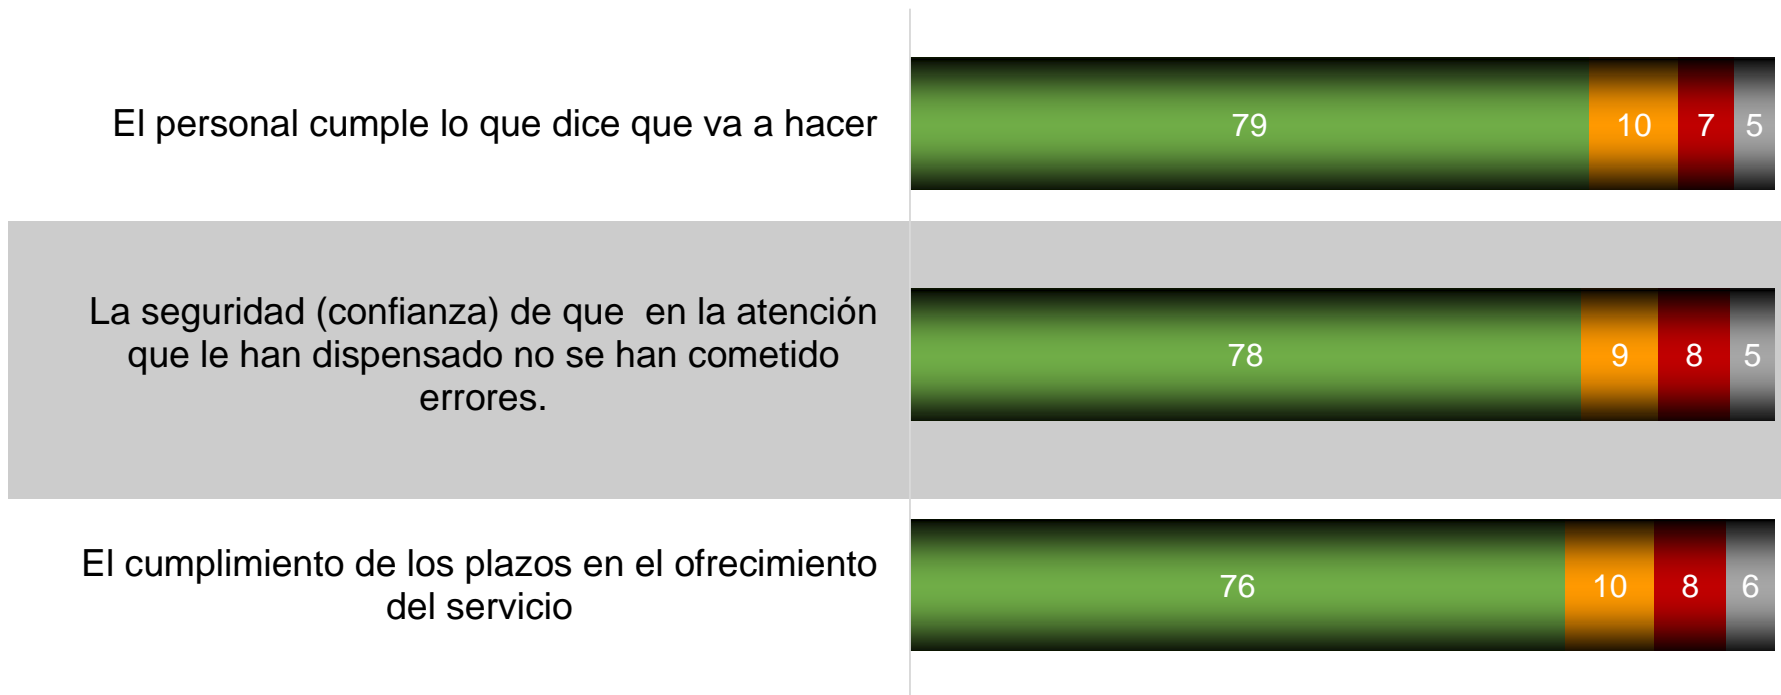 El personal cumple lo que dice que va a hacer
79 10 7 5
La seguridad (confianza) de que  en la atención
que le han dispensado no se han cometido
errores.
78 9 8 5
El cumplimiento de los plazos en el ofrecimiento
del servicio
76 10 8 6